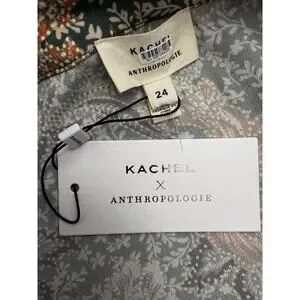 KACHEL
ANTHROPOLOGIE
24
KACHEL
X
ANTHROPOLOGIE